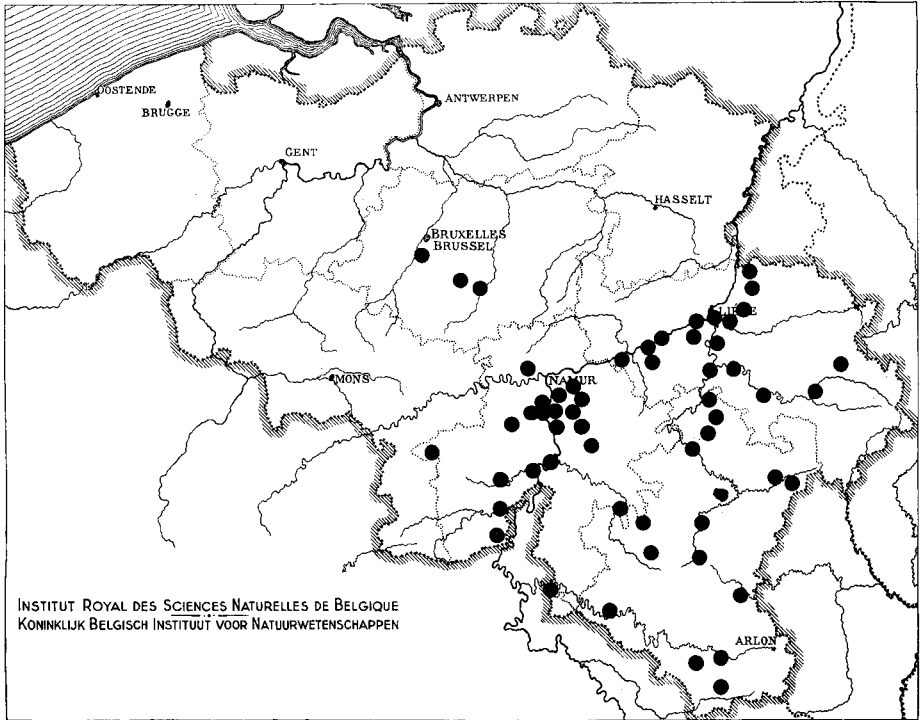 OOSTENDE
BRUGGE
ANTWERPEN
GENT
HASSELT
BRUXELLES
BRUSSEL
MONS
NAMUR
INSTITUT ROYAL DES SCIENCES NATURELLES DE BELGIQUE
KONINKLIJK BELGISCH INSTITUUT VOOR NATUURWETENSCHAPPEN
ARLON